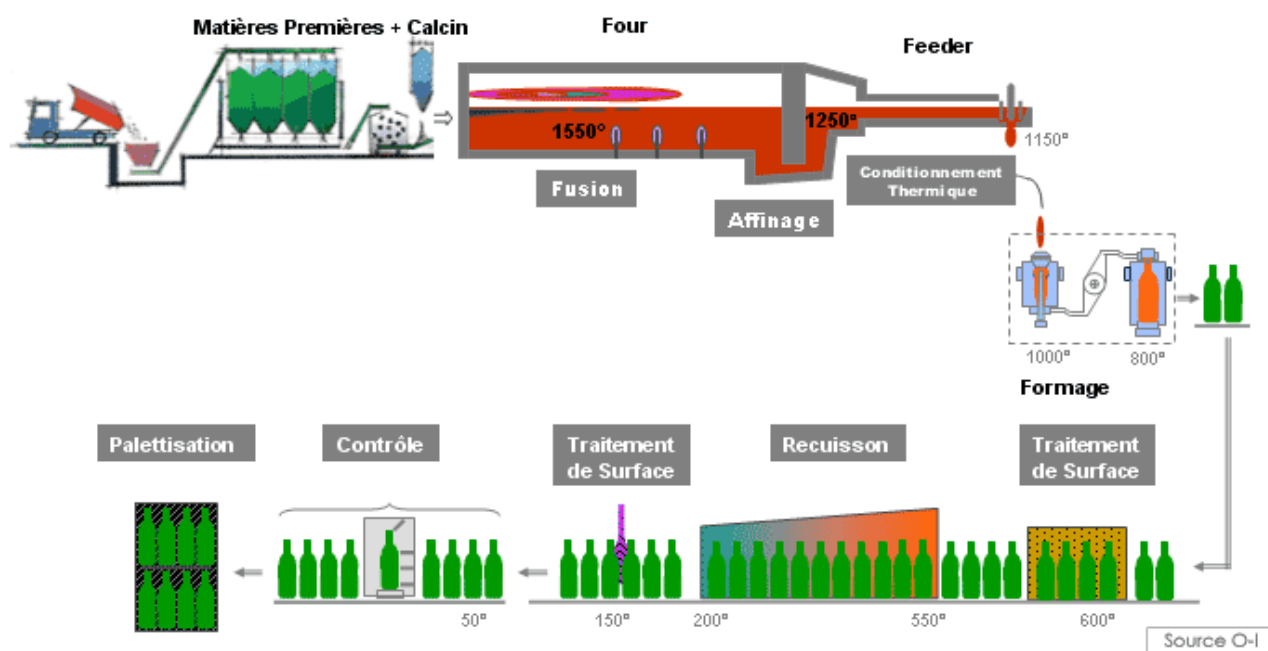 Matières Premières + Calcin
Four
Feeder
1550°
1250°
1150°
Fusion
Affinage
Conditionnement
Thermique
1000°
800°
Formage
Palettisation
Contrôle
Traitement
de Surface
Recuisson
Traitement
de Surface
50°
150°
200°
550°
600°
Source O-I